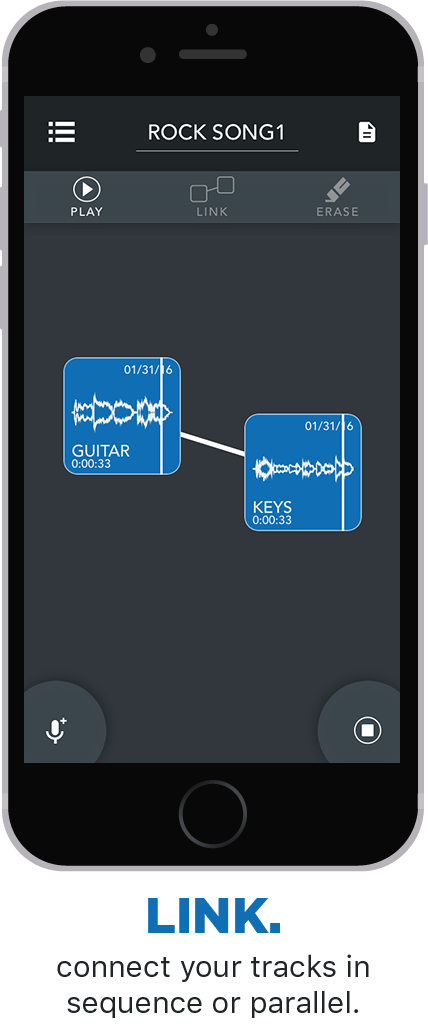 ROCK SONG1
PLAY
LINK
ERASE
01/31/16
GUITAR
0:00:33
01/31/16
KEYS
0:00:33
LINK.
connect your tracks in
sequence or parallel.